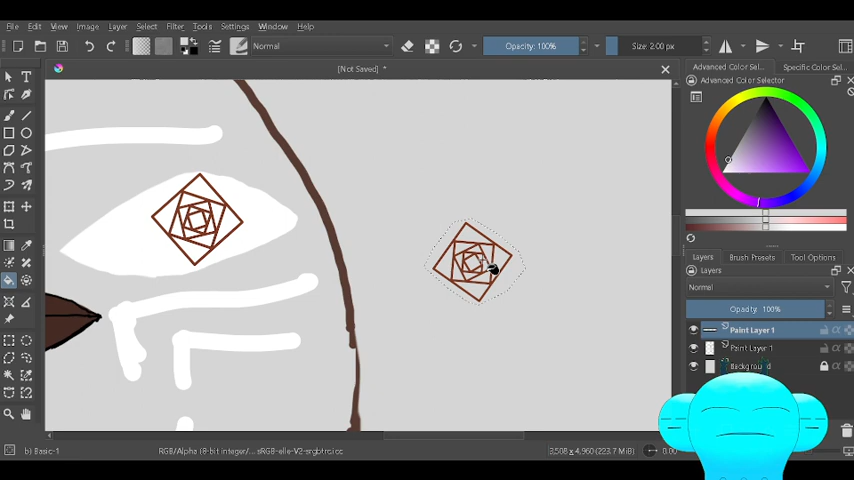 File Edit View Image Layer Select Filter Tools Settings Window Help
Normal Opacity: 100% Size: 2.00 px
[Not Saved] *
Advanced Color Sel... Specific Color Sel...
Advanced Color Selector
Layers Brush Presets Tool Options
Layers
Normal
Opacity: 100%
Paint Layer 1
Paint Layer 1
Background
b) Basic-1 RGB/Alpha (8-bit integer/... sRGB-elle-V2-srgbtrc.icc 3,508 x 4,960 (223.7 MiB) 0.00